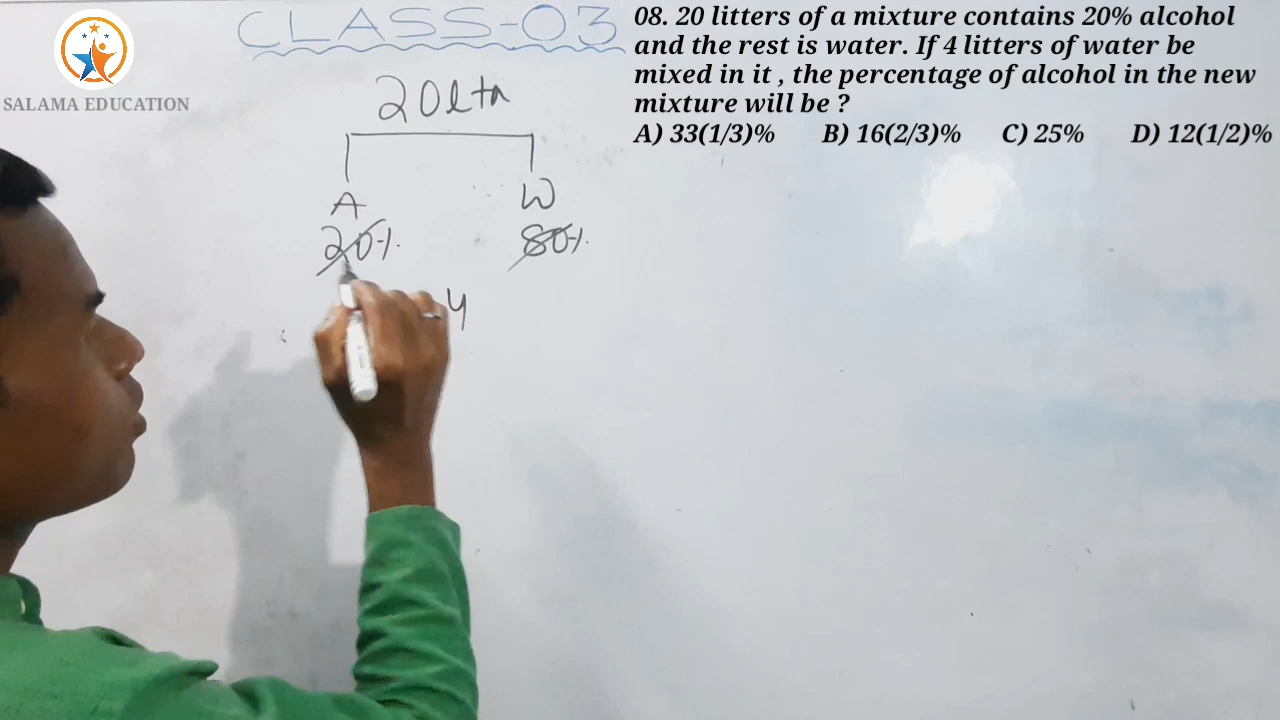 CLASS-03
SALAMA EDUCATION
08. 20 litters of a mixture contains 20% alcohol
and the rest is water. If 4 litters of water be
mixed in it , the percentage of alcohol in the new
mixture will be ?
A) 33(1/3)% B) 16(2/3)% C) 25% D) 12(1/2)%
20 ltr
A W
20% 80%
4